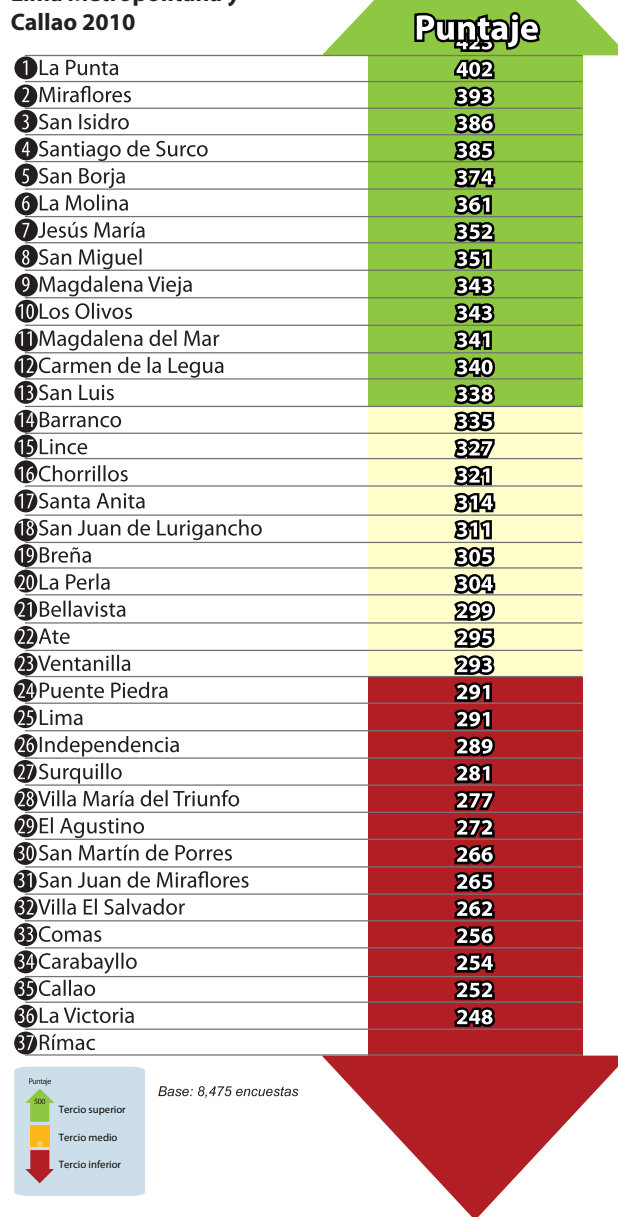 Lima Metropolitana y
Callao 2010
Puntaje
423
1 La Punta 402
2 Miraflores 393
3 San Isidro 386
4 Santiago de Surco 385
5 San Borja 374
6 La Molina 361
7 Jesús María 352
8 San Miguel 351
9 Magdalena Vieja 343
10 Los Olivos 343
11 Magdalena del Mar 341
12 Carmen de la Legua 340
13 San Luis 338
14 Barranco 335
15 Lince 327
16 Chorrillos 321
17 Santa Anita 314
18 San Juan de Lurigancho 311
19 Breña 305
20 La Perla 304
21 Bellavista 299
22 Ate 295
23 Ventanilla 293
24 Puente Piedra 291
25 Lima 291
26 Independencia 289
27 Surquillo 281
28 Villa María del Triunfo 277
29 El Agustino 272
30 San Martín de Porres 266
31 San Juan de Miraflores 265
32 Villa El Salvador 262
33 Comas 256
34 Carabayllo 254
35 Callao 252
36 La Victoria 248
37 Rímac
Puntaje
500
Tercio superior
Tercio medio
0
Tercio inferior
Base: 8,475 encuestas